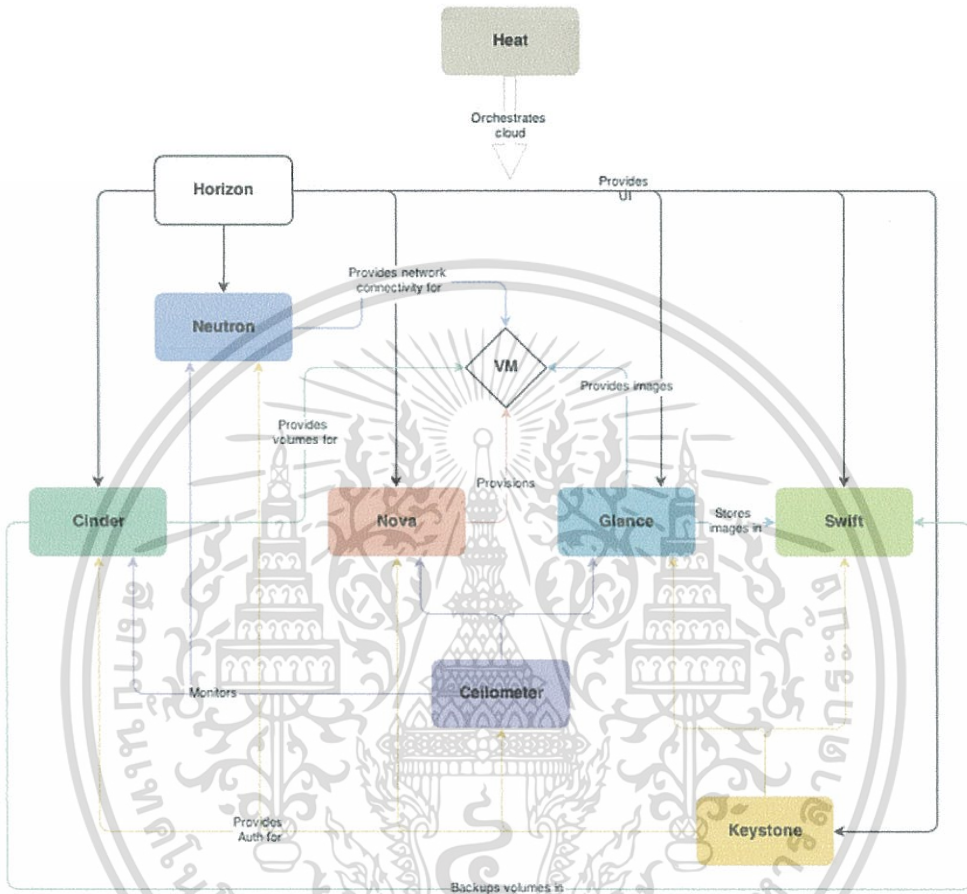 Heat
Orchestrates
cloud
Horizon
Provides
UI
Provides network
connectivity for
Neutron
VM
Provides images
Provides
volumes for
Provisions
Cinder
Nova
Glance
Stores
images in
Swift
Monitors
Ceilometer
Provides
Auth for
Keystone
Backups volumes in